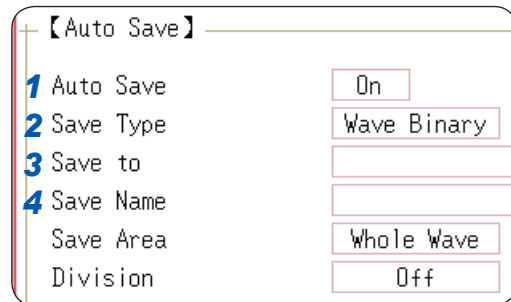 【Auto Save】
1 Auto Save On
2 Save Type Wave Binary
3 Save to
4 Save Name
Save Area Whole Wave
Division Off